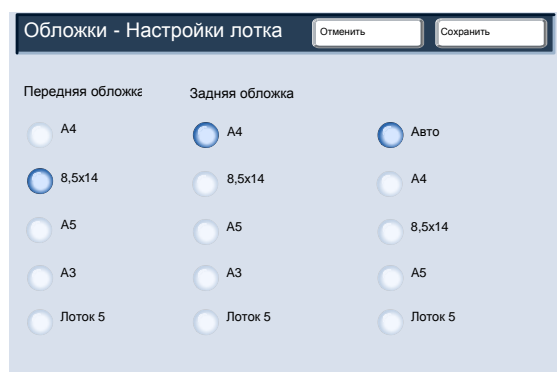 Обложки - Настройки лотка
Отменить
Сохранить
Передняя обложка
Задняя обложка
A4
A4
Авто
8,5x14
8,5x14
A4
A5
A5
8,5x14
A3
A3
A5
Лоток 5
Лоток 5
Лоток 5